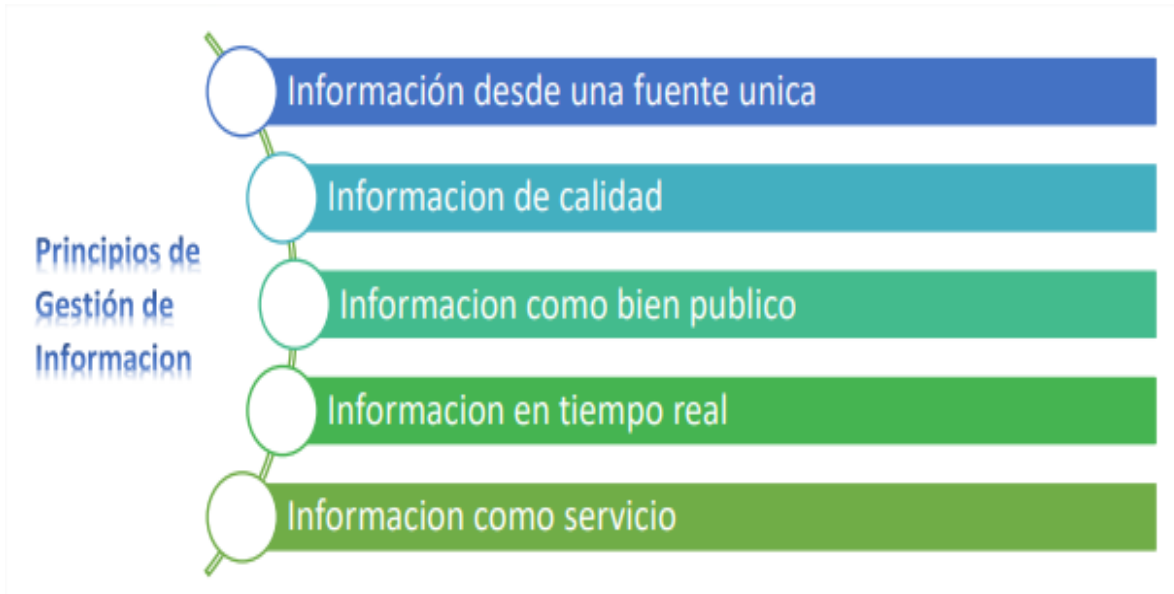 Información desde una fuente unica
Informacion de calidad
Principios de
Gestión de
Informacion
Informacion como bien publico
Informacion en tiempo real
Informacion como servicio